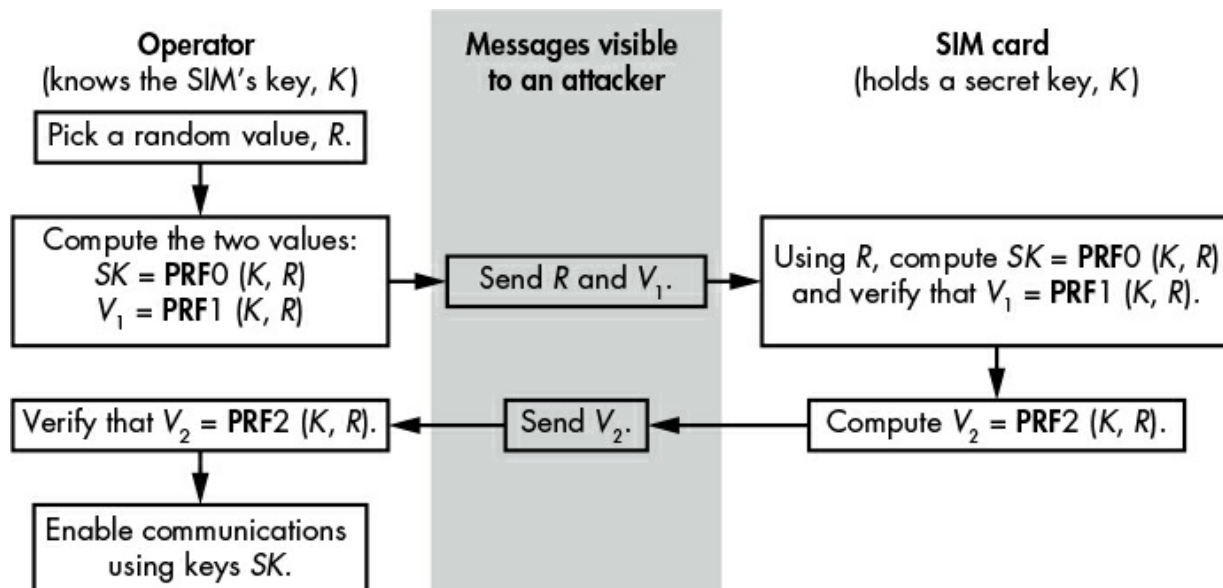 Operator
(knows the SIM's key, K)
Messages visible
to an attacker
SIM card
(holds a secret key, K)
Pick a random value, R.
Compute the two values:
SK = PRF0 (K, R)
V₁ = PRF1 (K, R)
Send R and V₁.
Using R, compute SK = PRF0 (K, R)
and verify that V₁ = PRF1 (K, R).
Compute V₂ = PRF2 (K, R).
Send V₂.
Verify that V₂ = PRF2 (K, R).
Enable communications
using keys SK.